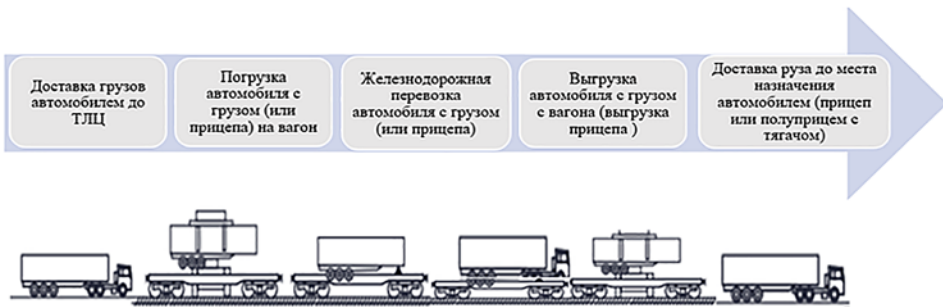 Доставка грузов
автомобилем до
ТЛЦ
Погрузка
автомобиля с
грузом (или
прицепа) на вагон
Железнодорожная
перевозка
автомобиля с грузом
(или прицепа)
Выгрузка
автомобиля с грузом
с вагона (выгрузка
прицепа )
Доставка руза до места
назначения
автомобилем (прицеп
или полуприцем с
тягачом)